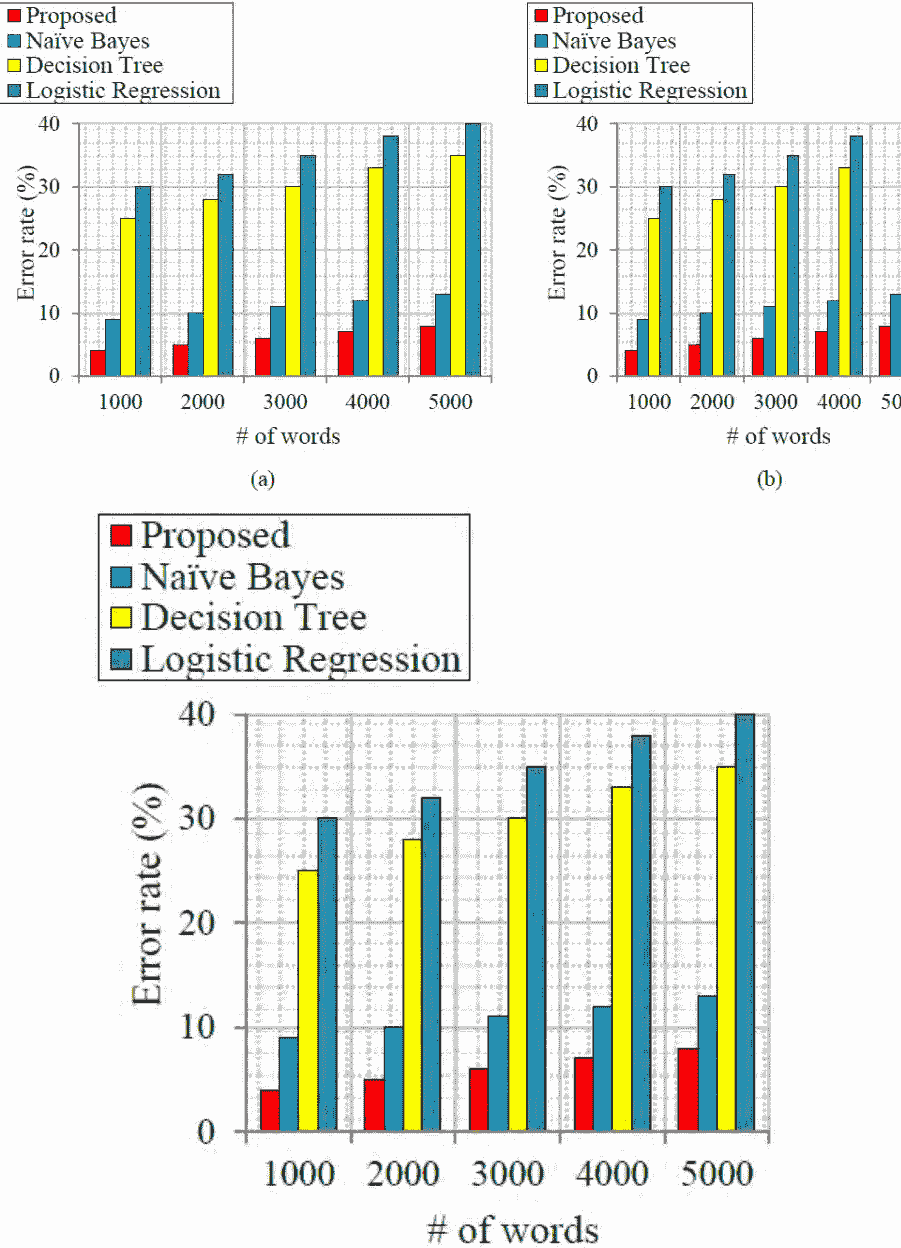 Proposed
Naïve Bayes
Decision Tree
Logistic Regression
40
30
20
10
0
Error rate (%)
1000 2000 3000 4000 5000
# of words
(a)
Proposed
Naïve Bayes
Decision Tree
Logistic Regression
40
30
20
10
0
Error rate (%)
1000 2000 3000 4000 50
# of words
(b)
Proposed
Naïve Bayes
Decision Tree
Logistic Regression
40
30
20
10
0
Error rate (%)
1000 2000 3000 4000 5000
# of words